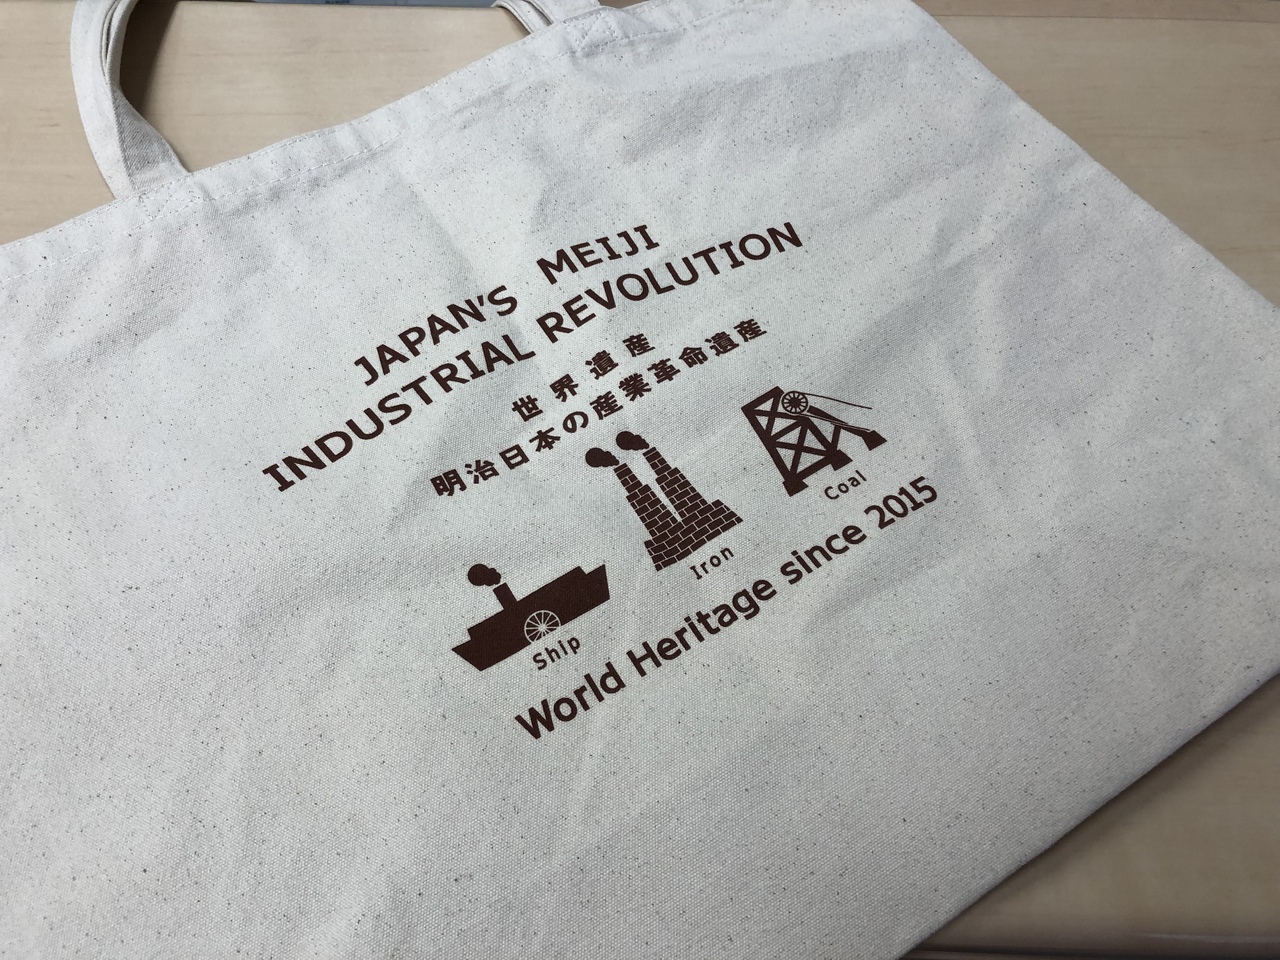 JAPAN'S MEIJI
INDUSTRIAL REVOLUTION
世界遺産
明治日本の産業革命遺産
Ship
Iron
Coal
World Heritage since 2015